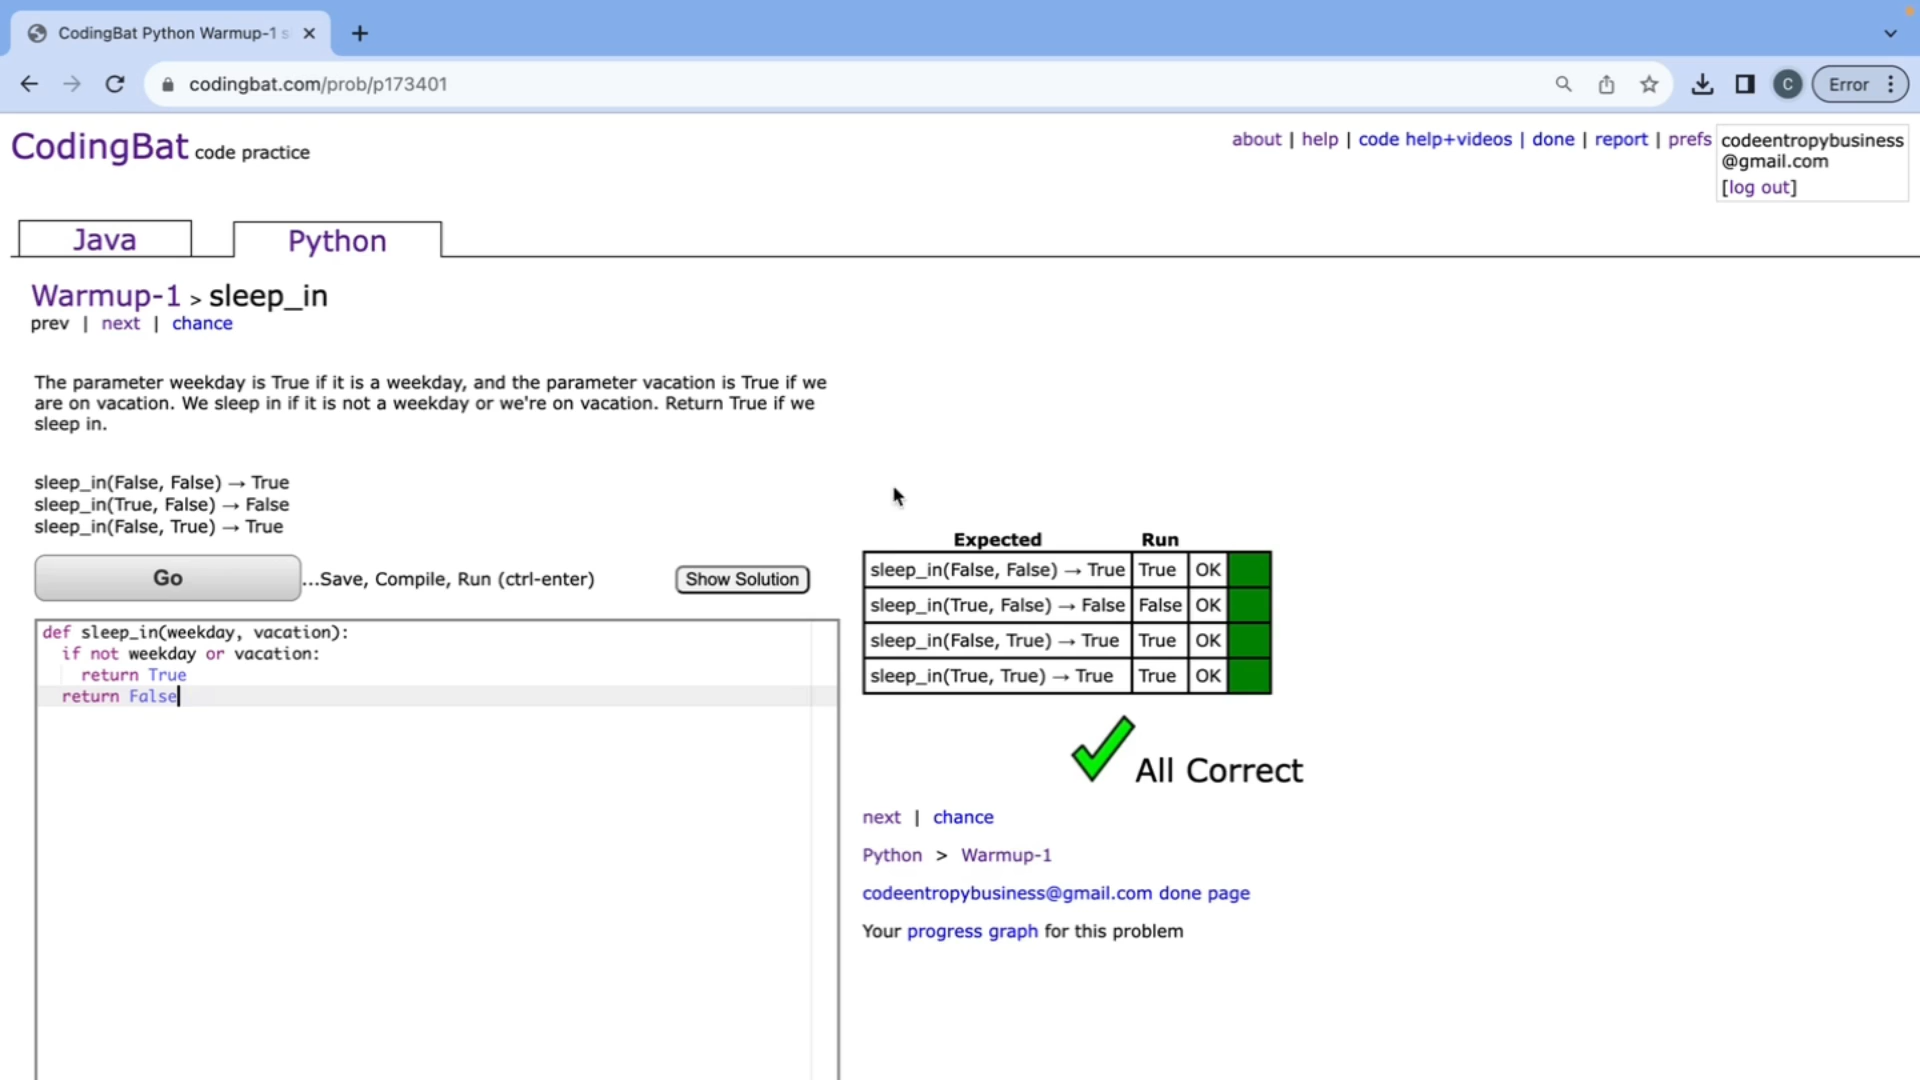 CodingBat Python Warmup-1 s
codingbat.com/prob/p173401
C
Error
CodingBat code practice
about | help | code help+videos | done | report | prefs
codeentropybusiness
@gmail.com
[log out]
Java
Python
Warmup-1 > sleep_in
prev | next | chance
The parameter weekday is True if it is a weekday, and the parameter vacation is True if we
are on vacation. We sleep in if it is not a weekday or we're on vacation. Return True if we
sleep in.
sleep_in(False, False) → True
sleep_in(True, False) → False
sleep_in(False, True) → True
Go
...Save, Compile, Run (ctrl-enter)
Show Solution
def sleep_in(weekday, vacation):
  if not weekday or vacation:
    return True
  return False
Expected Run
sleep_in(False, False) → True True OK
sleep_in(True, False) → False False OK
sleep_in(False, True) → True True OK
sleep_in(True, True) → True True OK
All Correct
next | chance
Python > Warmup-1
codeentropybusiness@gmail.com done page
Your progress graph for this problem